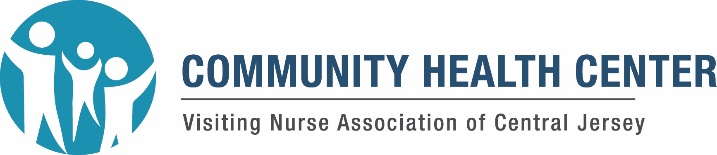 COMMUNITY HEALTH CENTER
Visiting Nurse Association of Central Jersey